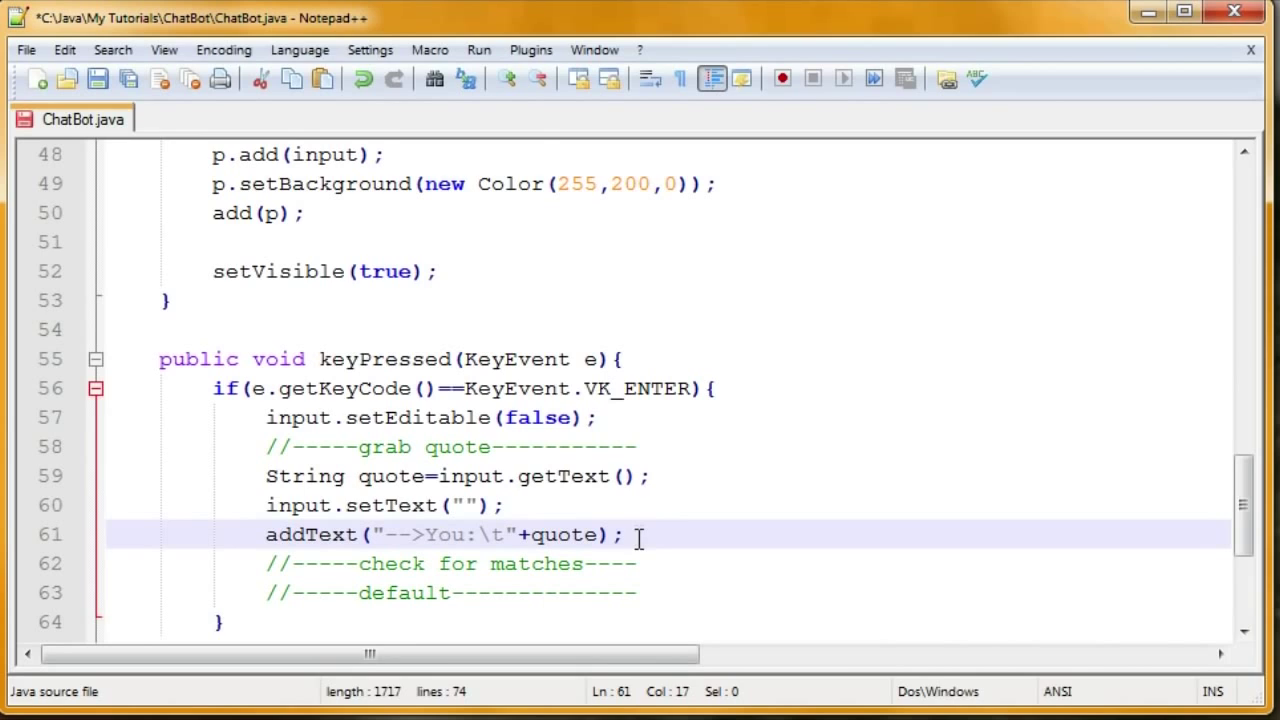 *C:\Java\My Tutorials\ChatBot\ChatBot.java - Notepad++
File Edit Search View Encoding Language Settings Macro Run Plugins Window ? X
ABC
ChatBot.java
48 p.add(input);
49 p.setBackground(new Color(255,200,0));
50 add(p);
51
52 setVisible(true);
53 }
54
55 public void keyPressed(KeyEvent e){
56 if(e.getKeyCode()==KeyEvent.VK_ENTER){
57 input.setEditable(false);
58 //-----grab quote-----------
59 String quote=input.getText();
60 input.setText("");
61 addText("-->You:\t"+quote);
62 //-----check for matches----
63 //-----default--------------
64 }
Java source file length : 1717 lines : 74 Ln : 61 Col : 17 Sel : 0 Dos\Windows ANSI INS